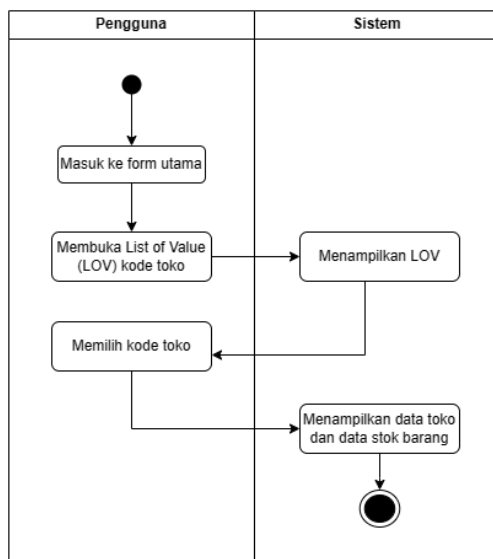 Pengguna
Sistem
Masuk ke form utama
Membuka List of Value
(LOV) kode toko
Menampilkan LOV
Memilih kode toko
Menampilkan data toko
dan data stok barang